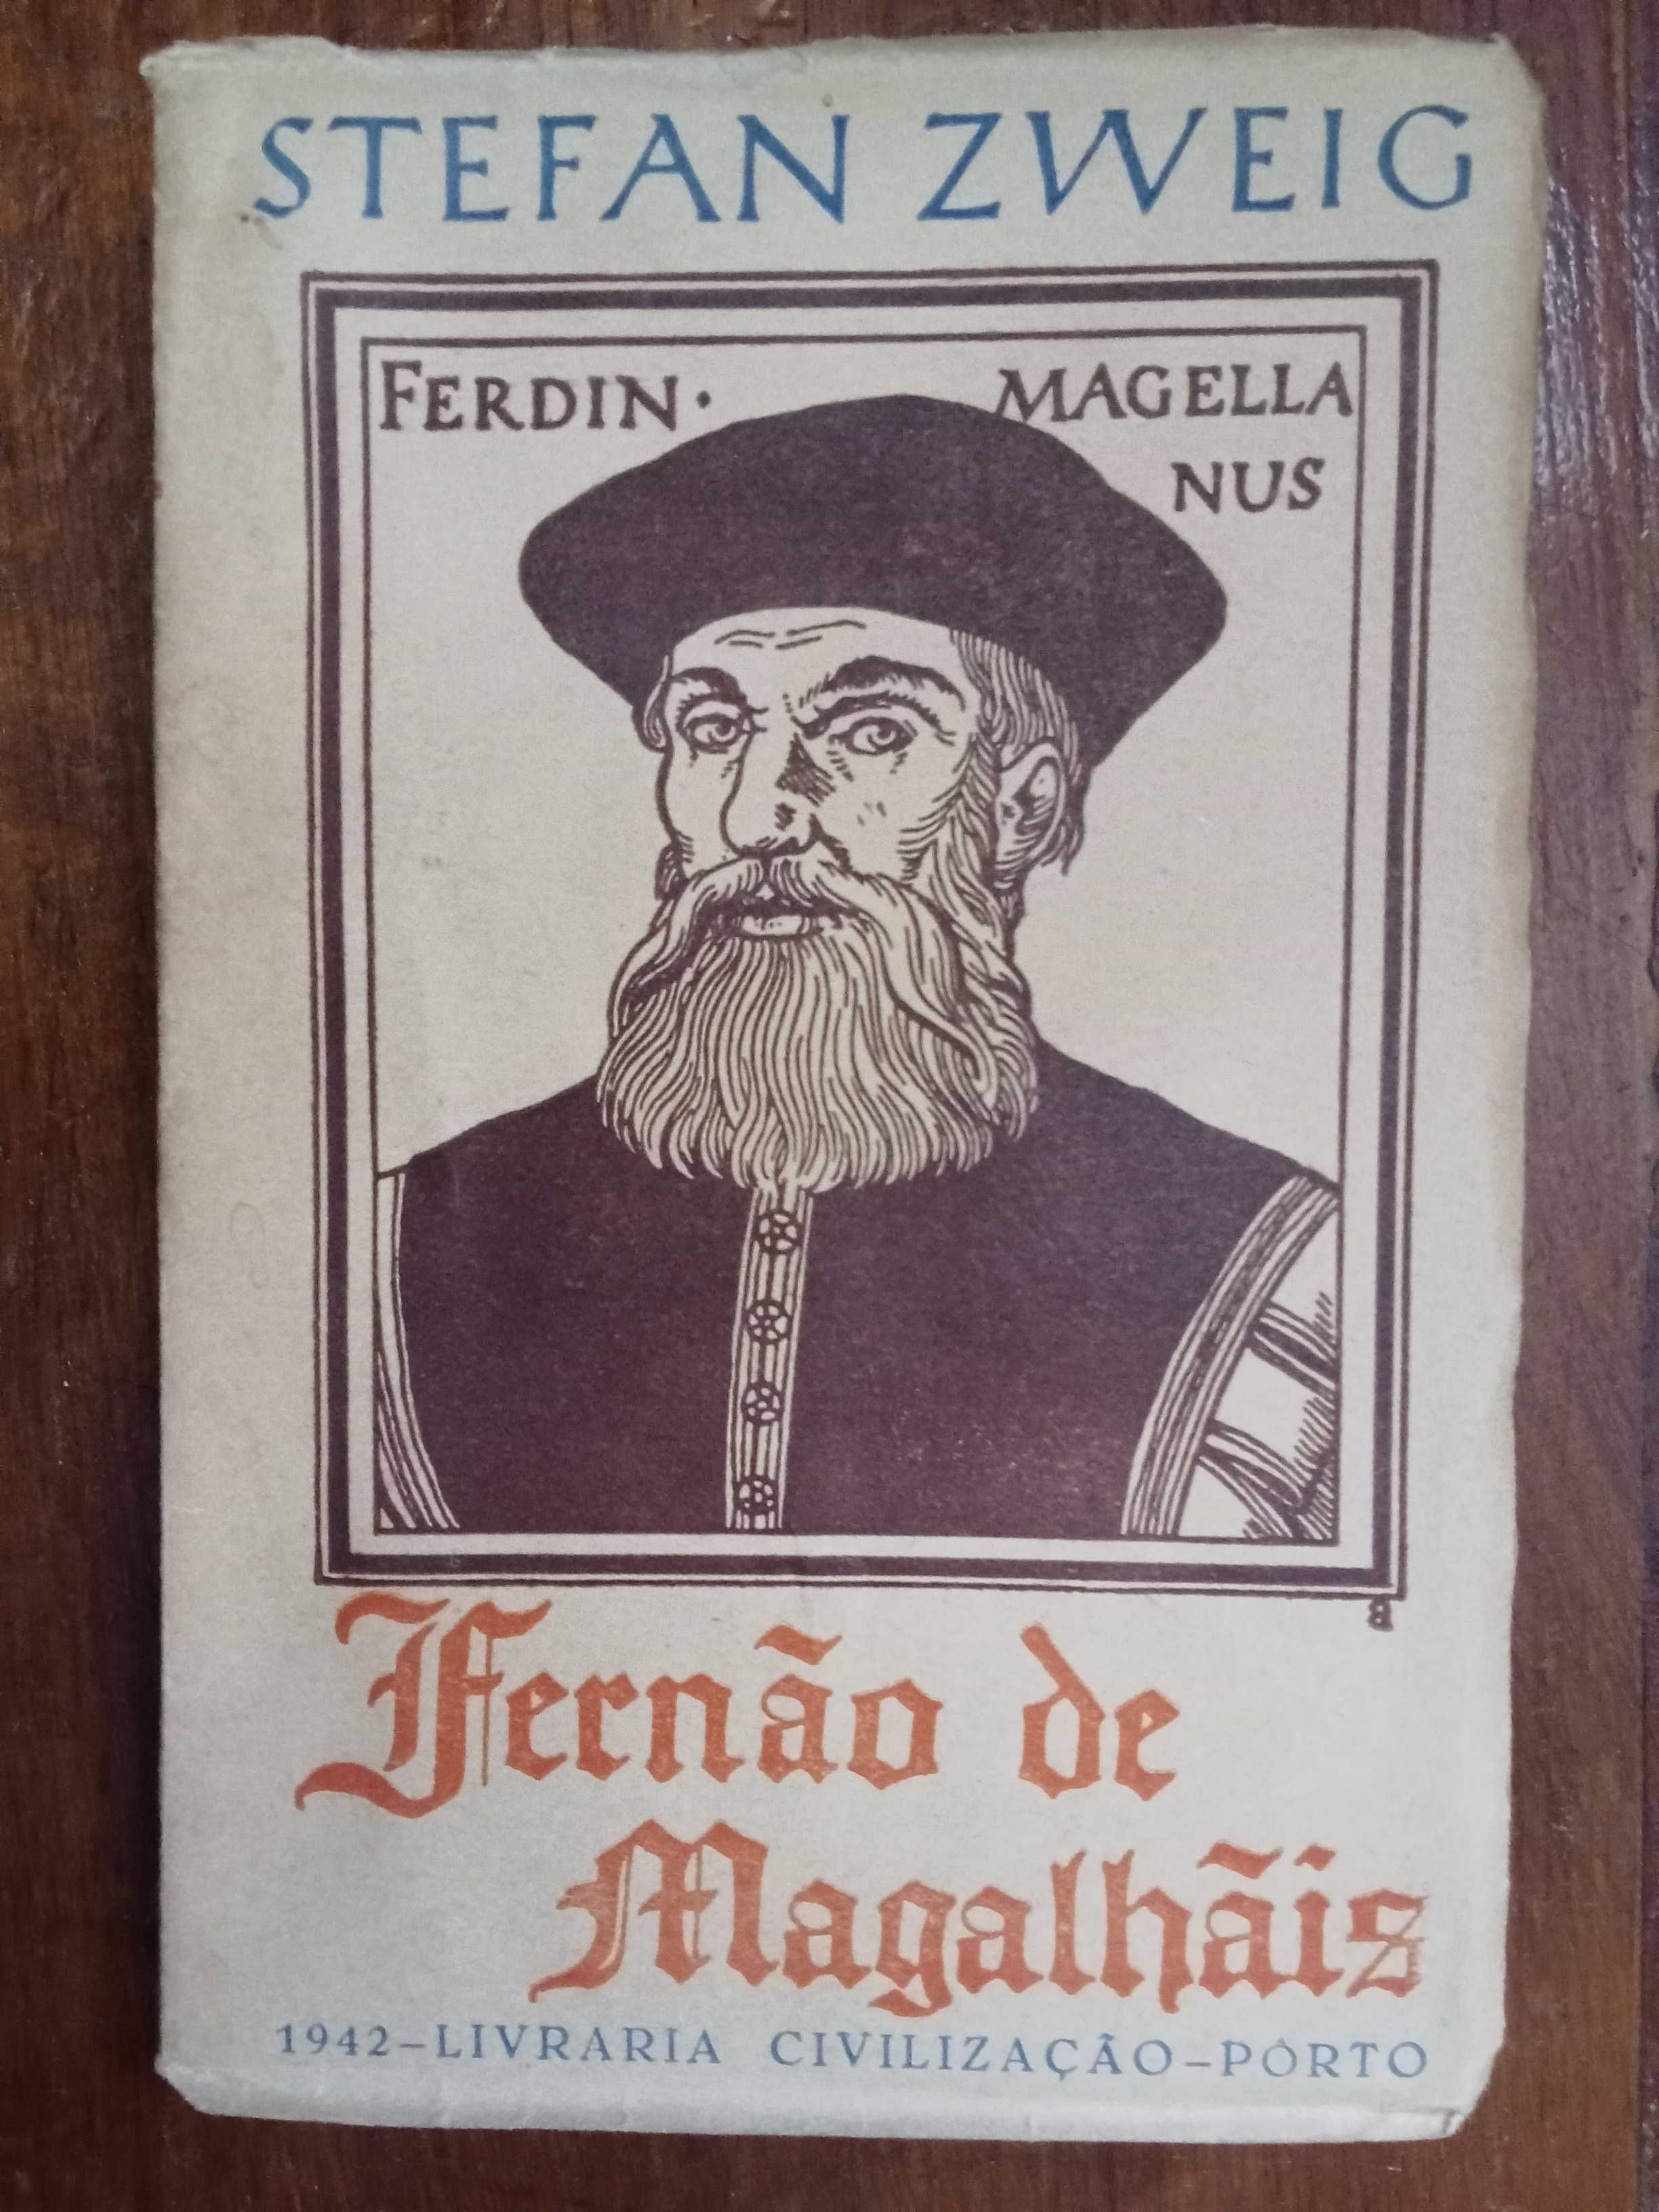 STEFAN ZWEIG
FERDIN· MAGELLA
NUS
B
Fernão de
Magalhãis
1942-LIVRARIA CIVILIZAÇÃO-PÔRTO